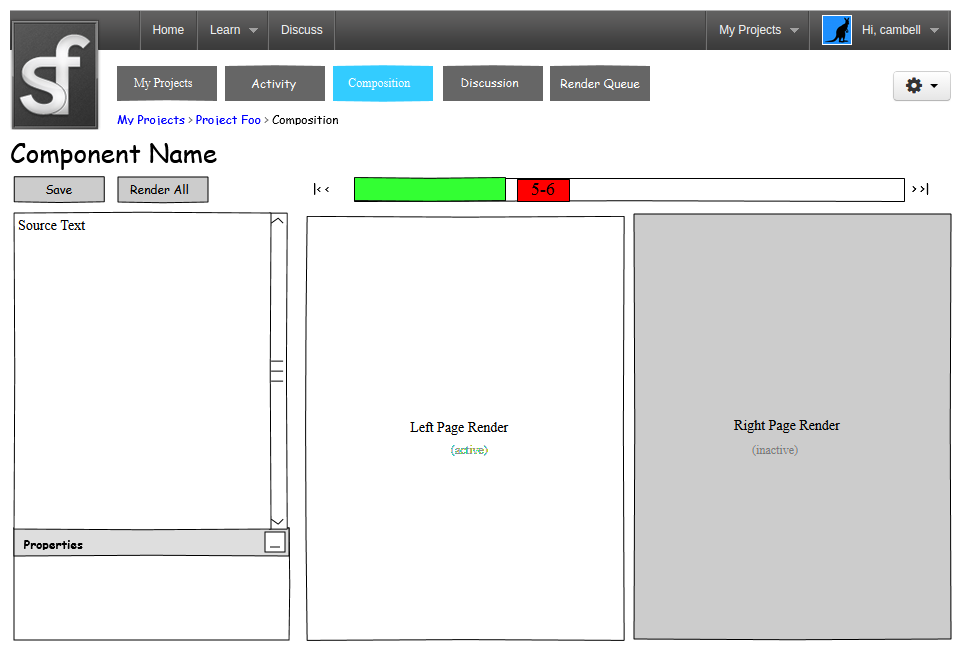 Home Learn Discuss My Projects Hi, cambell
sf
My Projects Activity Composition Discussion Render Queue
My Projects > Project Foo > Composition
Component Name
Save Render All |<< 5-6 >>|
Source Text
Left Page Render
(active)
Right Page Render
(inactive)
Properties